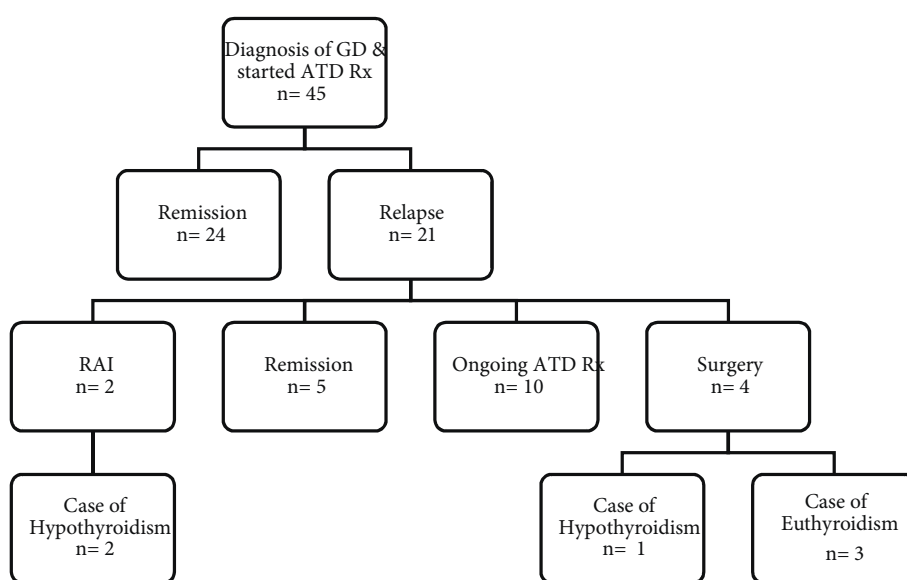 Diagnosis of GD &
started ATD Rx
n= 45
Remission
n= 24
Relapse
n= 21
RAI
n= 2
Remission
n= 5
Ongoing ATD Rx
n= 10
Surgery
n= 4
Case of
Hypothyroidism
n= 2
Case of
Hypothyroidism
n= 1
Case of
Euthyroidism
n= 3